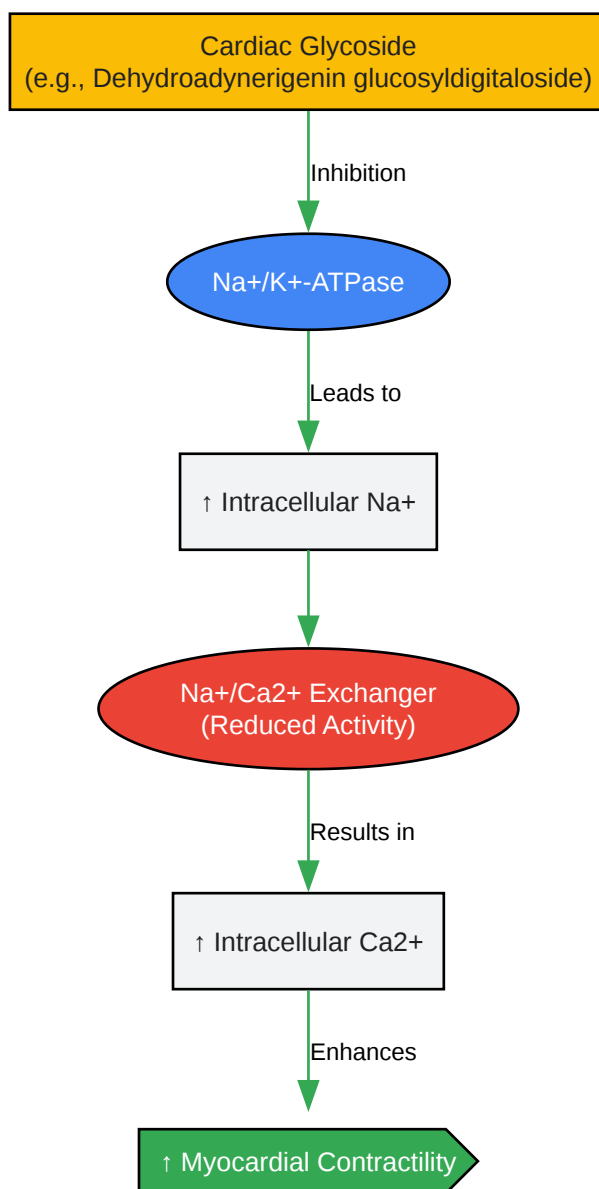 Cardiac Glycoside
(e.g., Dehydroadynerigenin glucosyldigitaloside)
Inhibition
Na+/K+-ATPase
Leads to
↑ Intracellular Na+
Na+/Ca2+ Exchanger
(Reduced Activity)
Results in
↑ Intracellular Ca2+
Enhances
↑ Myocardial Contractility